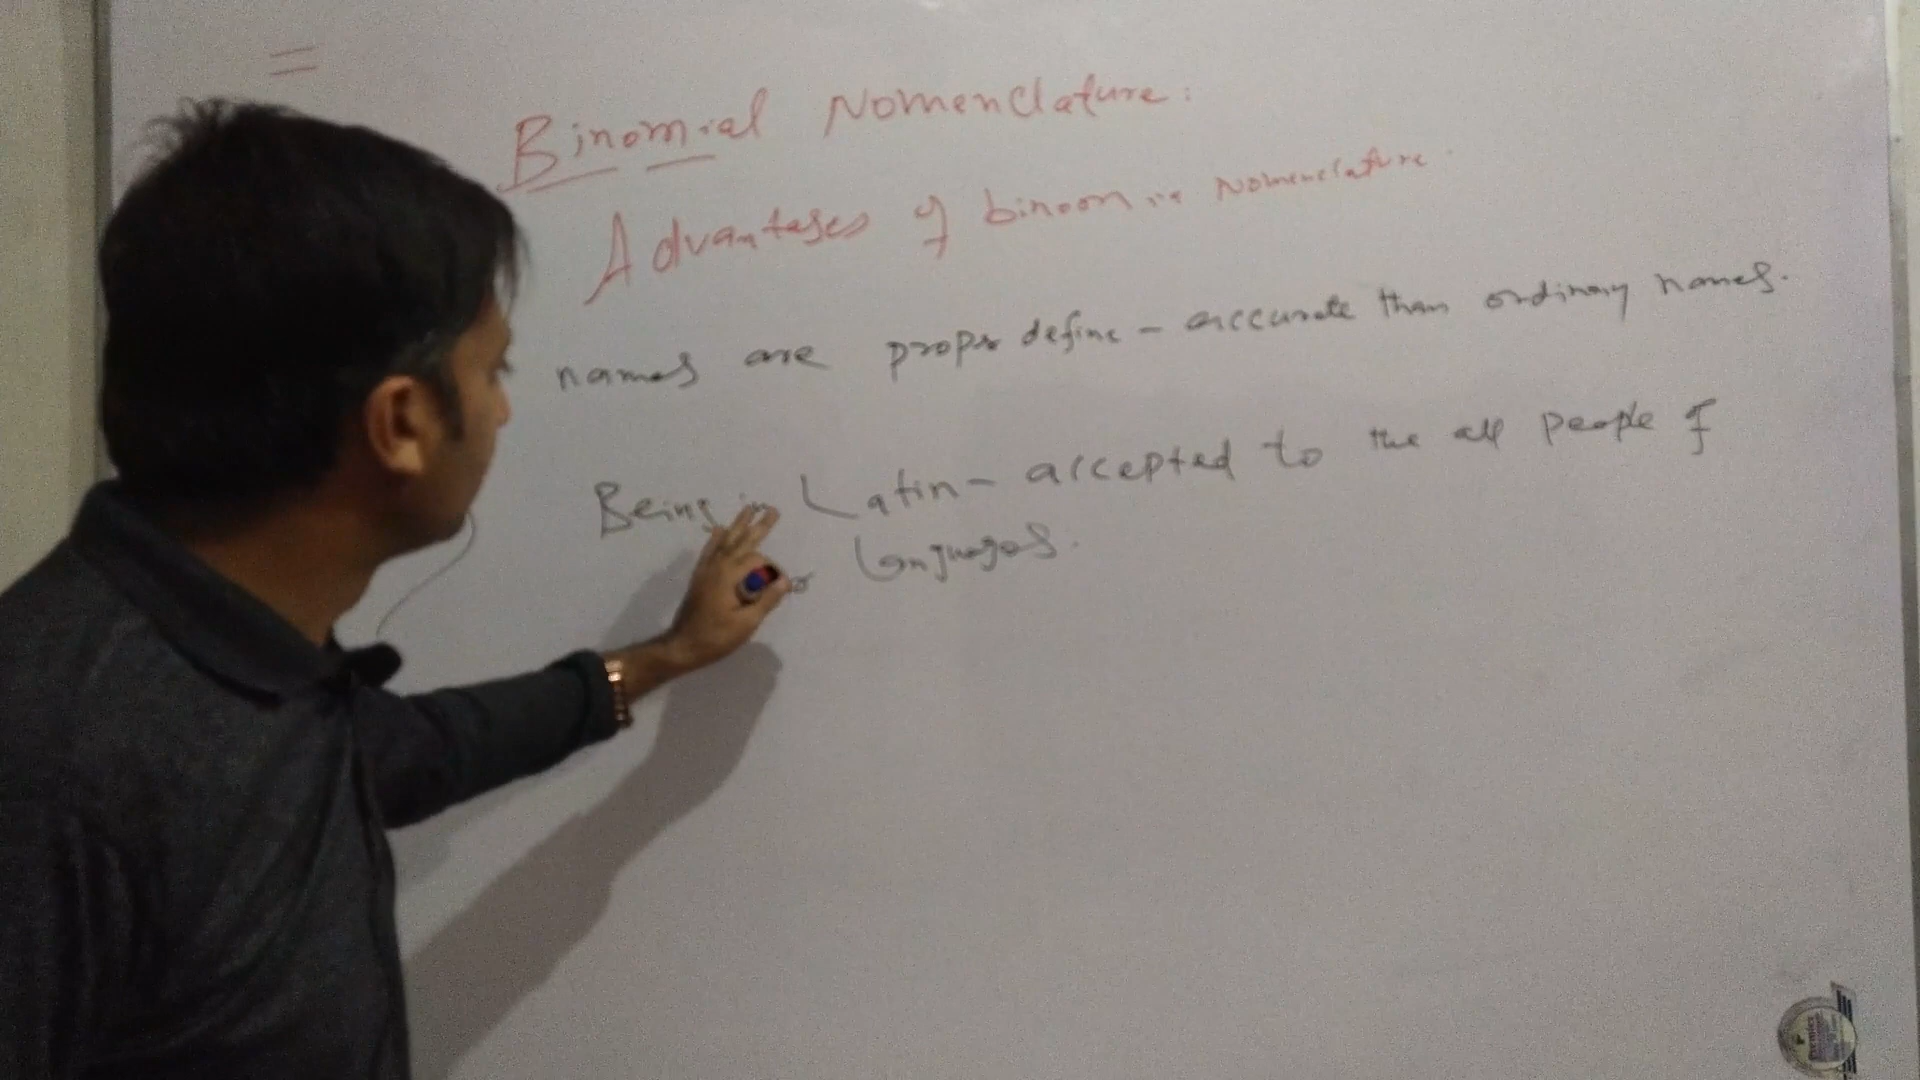 Binomial Nomenclature:
Advantages of binomi Nomenclature.
names are proper define - accurate than ordinary names.
Being in Latin - accepted to the all people of
languages.